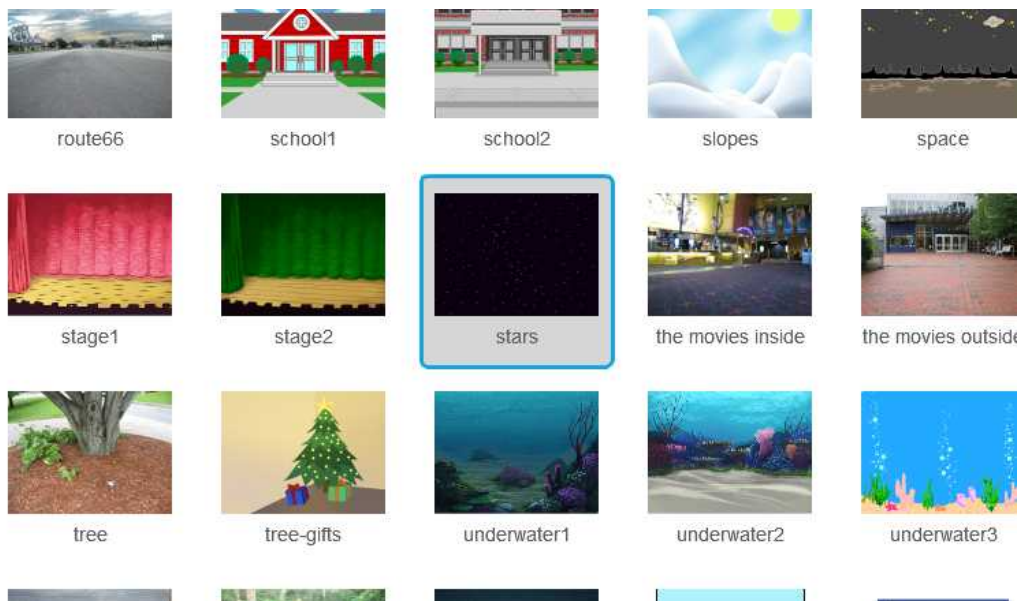 route66
school1
school2
slopes
space
stage1
stage2
stars
the movies inside
the movies outside
tree
tree-gifts
underwater1
underwater2
underwater3